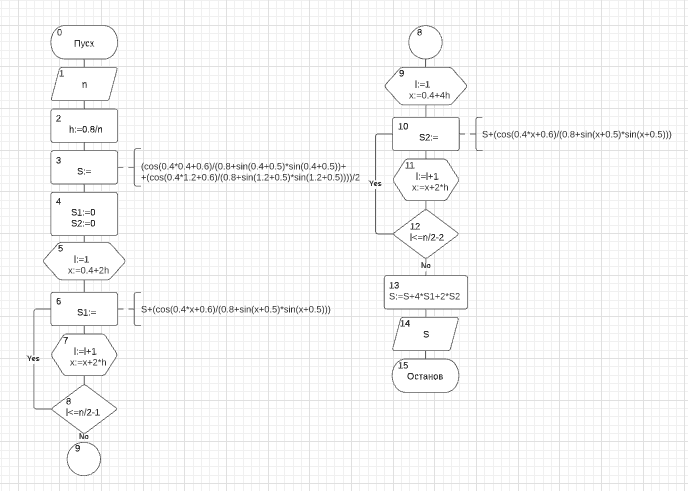 0
Пуск
1
n
2
h:=0.8/n
3
S:=
(cos(0.4*0.4+0.6)/(0.8+sin(0.4+0.5)*sin(0.4+0.5))+
+(cos(0.4*1.2+0.6)/(0.8+sin(1.2+0.5)*sin(1.2+0.5))))/2
4
S1:=0
S2:=0
5
l:=1
x:=0.4+2h
6
S1:=
S+(cos(0.4*x+0.6)/(0.8+sin(x+0.5)*sin(x+0.5)))
7
l:=l+1
x:=x+2*h
Yes
8
l<=n/2-1
No
9
8
9
l:=1
x:=0.4+4h
10
S2:=
S+(cos(0.4*x+0.6)/(0.8+sin(x+0.5)*sin(x+0.5)))
11
l:=l+1
x:=x+2*h
Yes
12
l<=n/2-2
No
13
S:=S+4*S1+2*S2
14
S
15
Останов